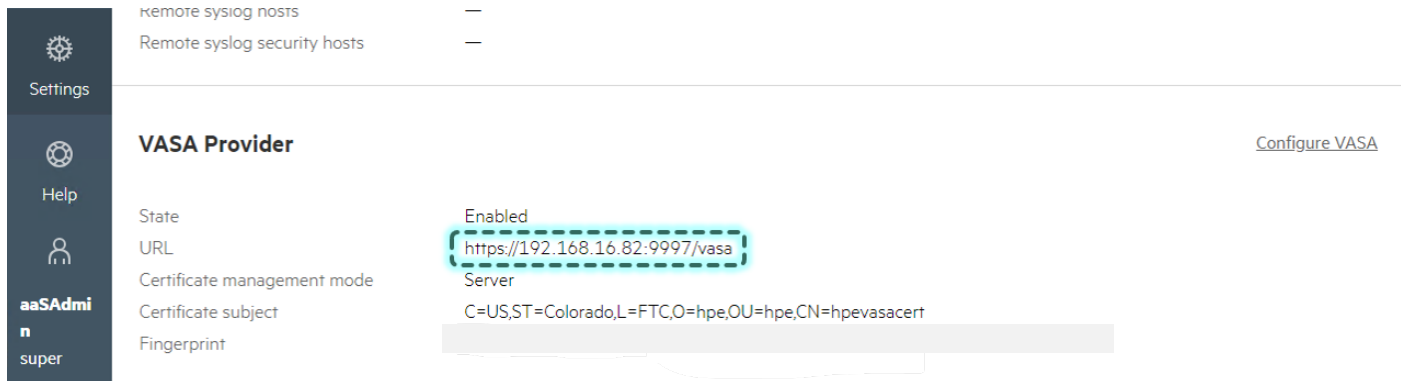 Remote syslog hosts —
Remote syslog security hosts —
Settings
VASA Provider
Configure VASA
Help
State Enabled
URL https://192.168.16.82:9997/vasa
Certificate management mode Server
Certificate subject C=US,ST=Colorado,L=FTC,O=hpe,OU=hpe,CN=hpevasacert
Fingerprint
aaSAdmi
n
super